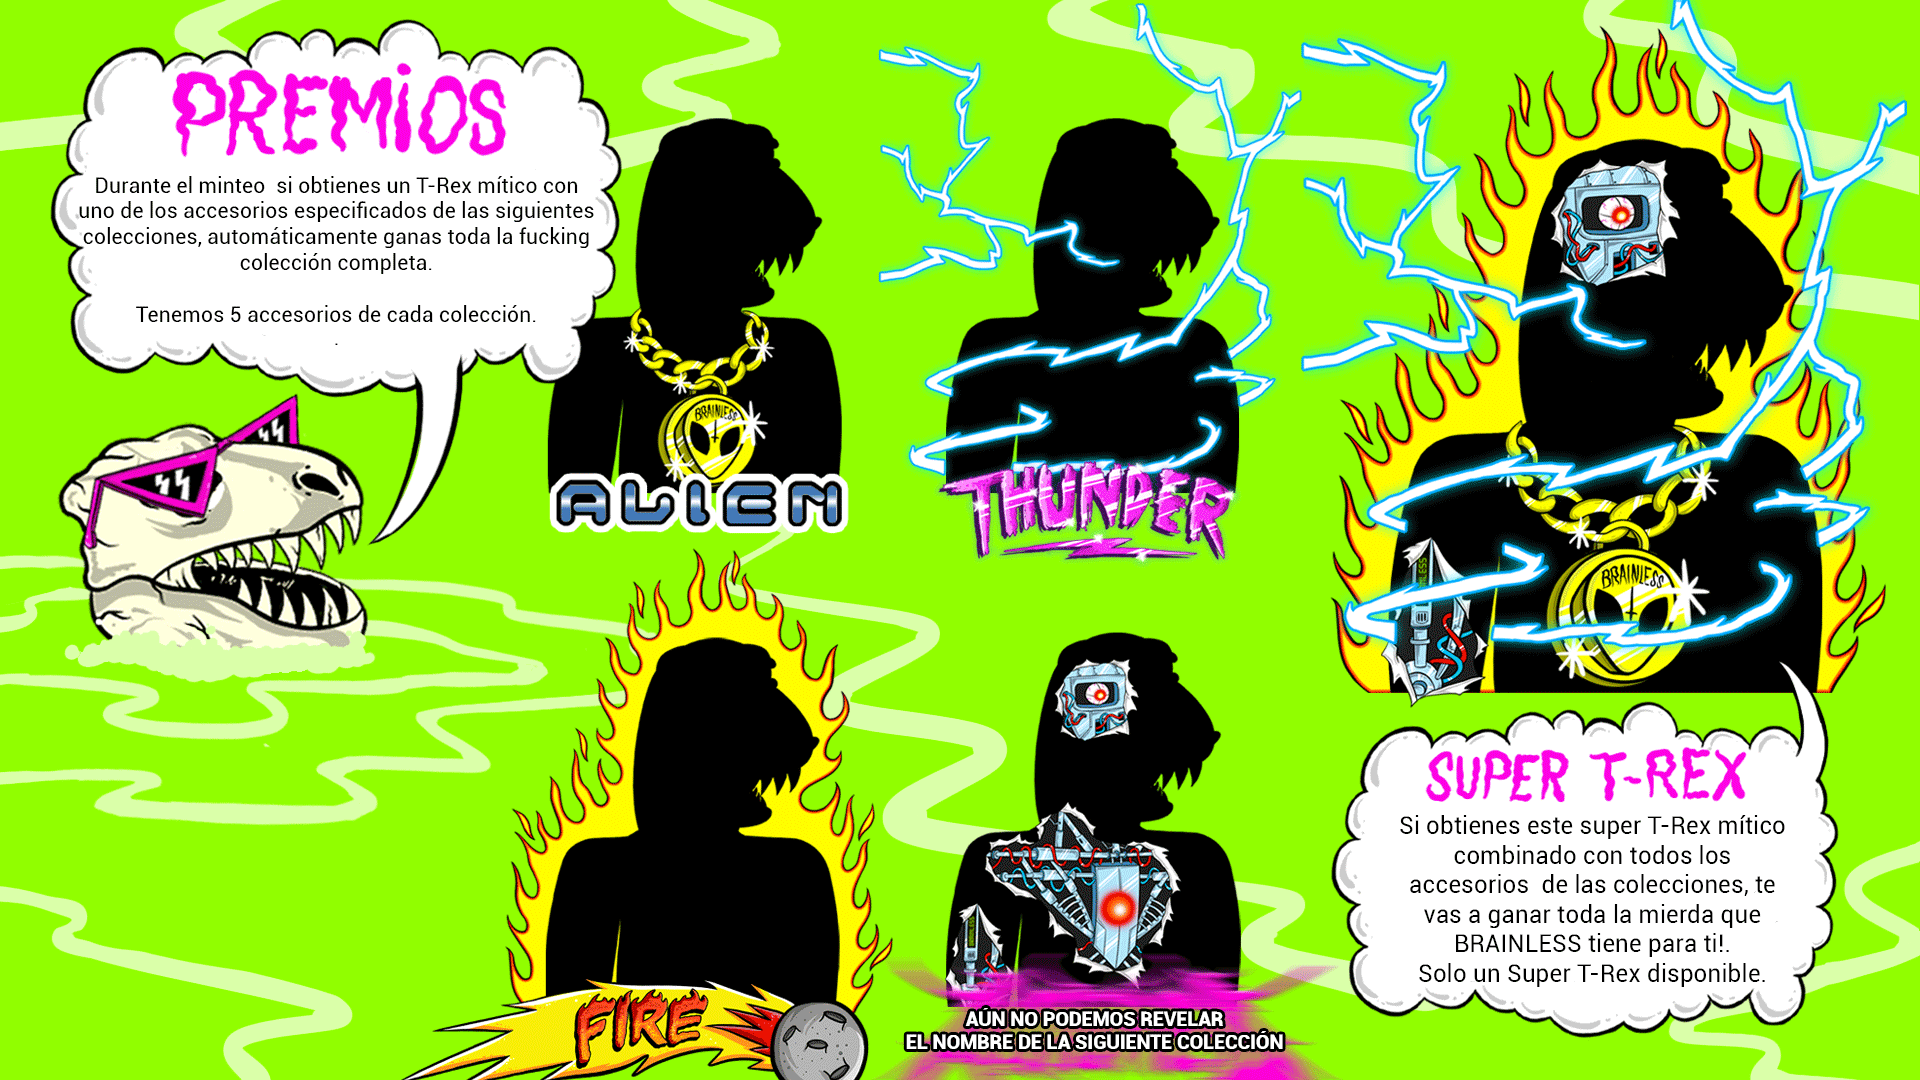 PREMIOS
Durante el minteo si obtienes un T-Rex mítico con
uno de los accesorios especificados de las siguientes
colecciones, automáticamente ganas toda la fucking
colección completa.
Tenemos 5 accesorios de cada colección.
.
BRAINLESS
ALIEN
THUNDER
BRAINLESS
FIRE
BRAINLESS
AÚN NO PODEMOS REVELAR
EL NOMBRE DE LA SIGUIENTE COLECCIÓN
SUPER T-REX
Si obtienes este super T-Rex mítico
combinado con todos los
accesorios de las colecciones, te
vas a ganar toda la mierda que
BRAINLESS tiene para ti!.
Solo un Super T-Rex disponible.